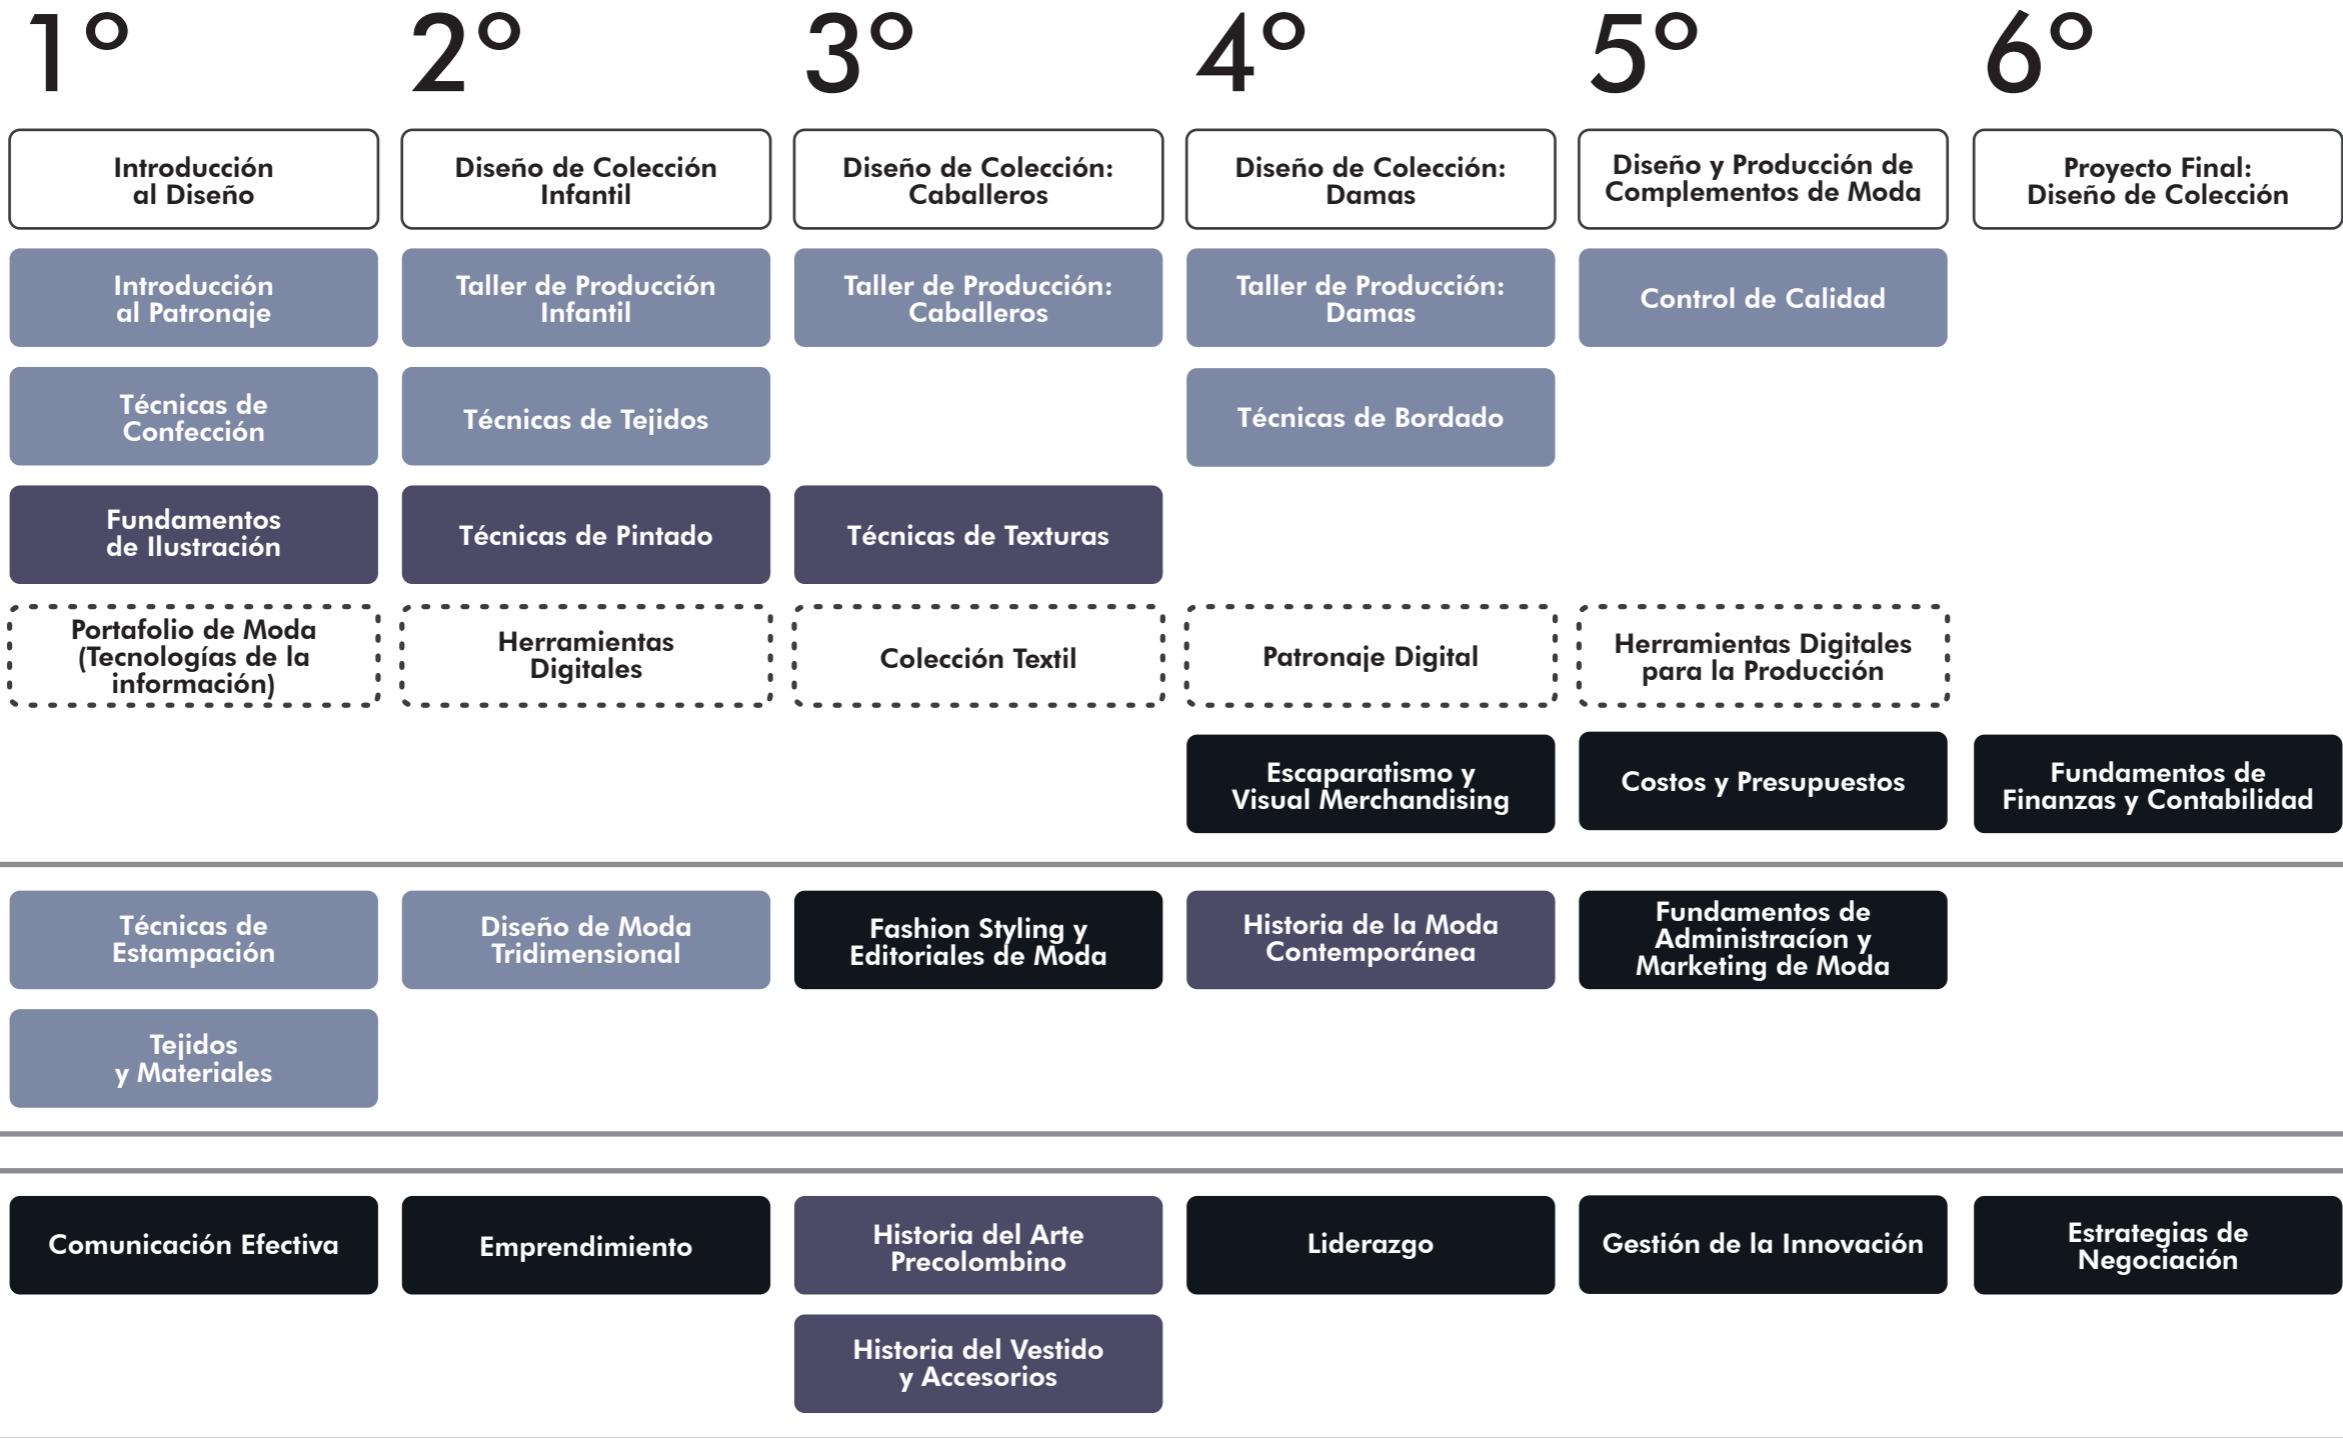 1° 2° 3° 4° 5° 6°
Introducción
al Diseño
Diseño de Colección
Infantil
Diseño de Colección:
Caballeros
Diseño de Colección:
Damas
Diseño y Producción de
Complementos de Moda
Proyecto Final:
Diseño de Colección
Introducción
al Patronaje
Taller de Producción
Infantil
Taller de Producción:
Caballeros
Taller de Producción:
Damas
Control de Calidad
Técnicas de
Confección
Técnicas de Tejidos
Técnicas de Bordado
Fundamentos
de Ilustración
Técnicas de Pintado
Técnicas de Texturas
Portafolio de Moda
(Tecnologías de la
información)
Herramientas
Digitales
Colección Textil
Patronaje Digital
Herramientas Digitales
para la Producción
Escaparatismo y
Visual Merchandising
Costos y Presupuestos
Fundamentos de
Finanzas y Contabilidad
Técnicas de
Estampación
Diseño de Moda
Tridimensional
Fashion Styling y
Editoriales de Moda
Historia de la Moda
Contemporánea
Fundamentos de
Administracíon y
Marketing de Moda
Tejidos
y Materiales
Comunicación Efectiva
Emprendimiento
Historia del Arte
Precolombino
Liderazgo
Gestión de la Innovación
Estrategias de
Negociación
Historia del Vestido
y Accesorios